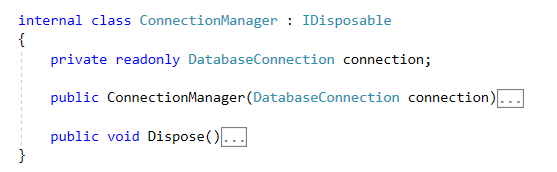 internal class ConnectionManager : IDisposable
{
    private readonly DatabaseConnection connection;
    public ConnectionManager(DatabaseConnection connection)...
    public void Dispose()...
}